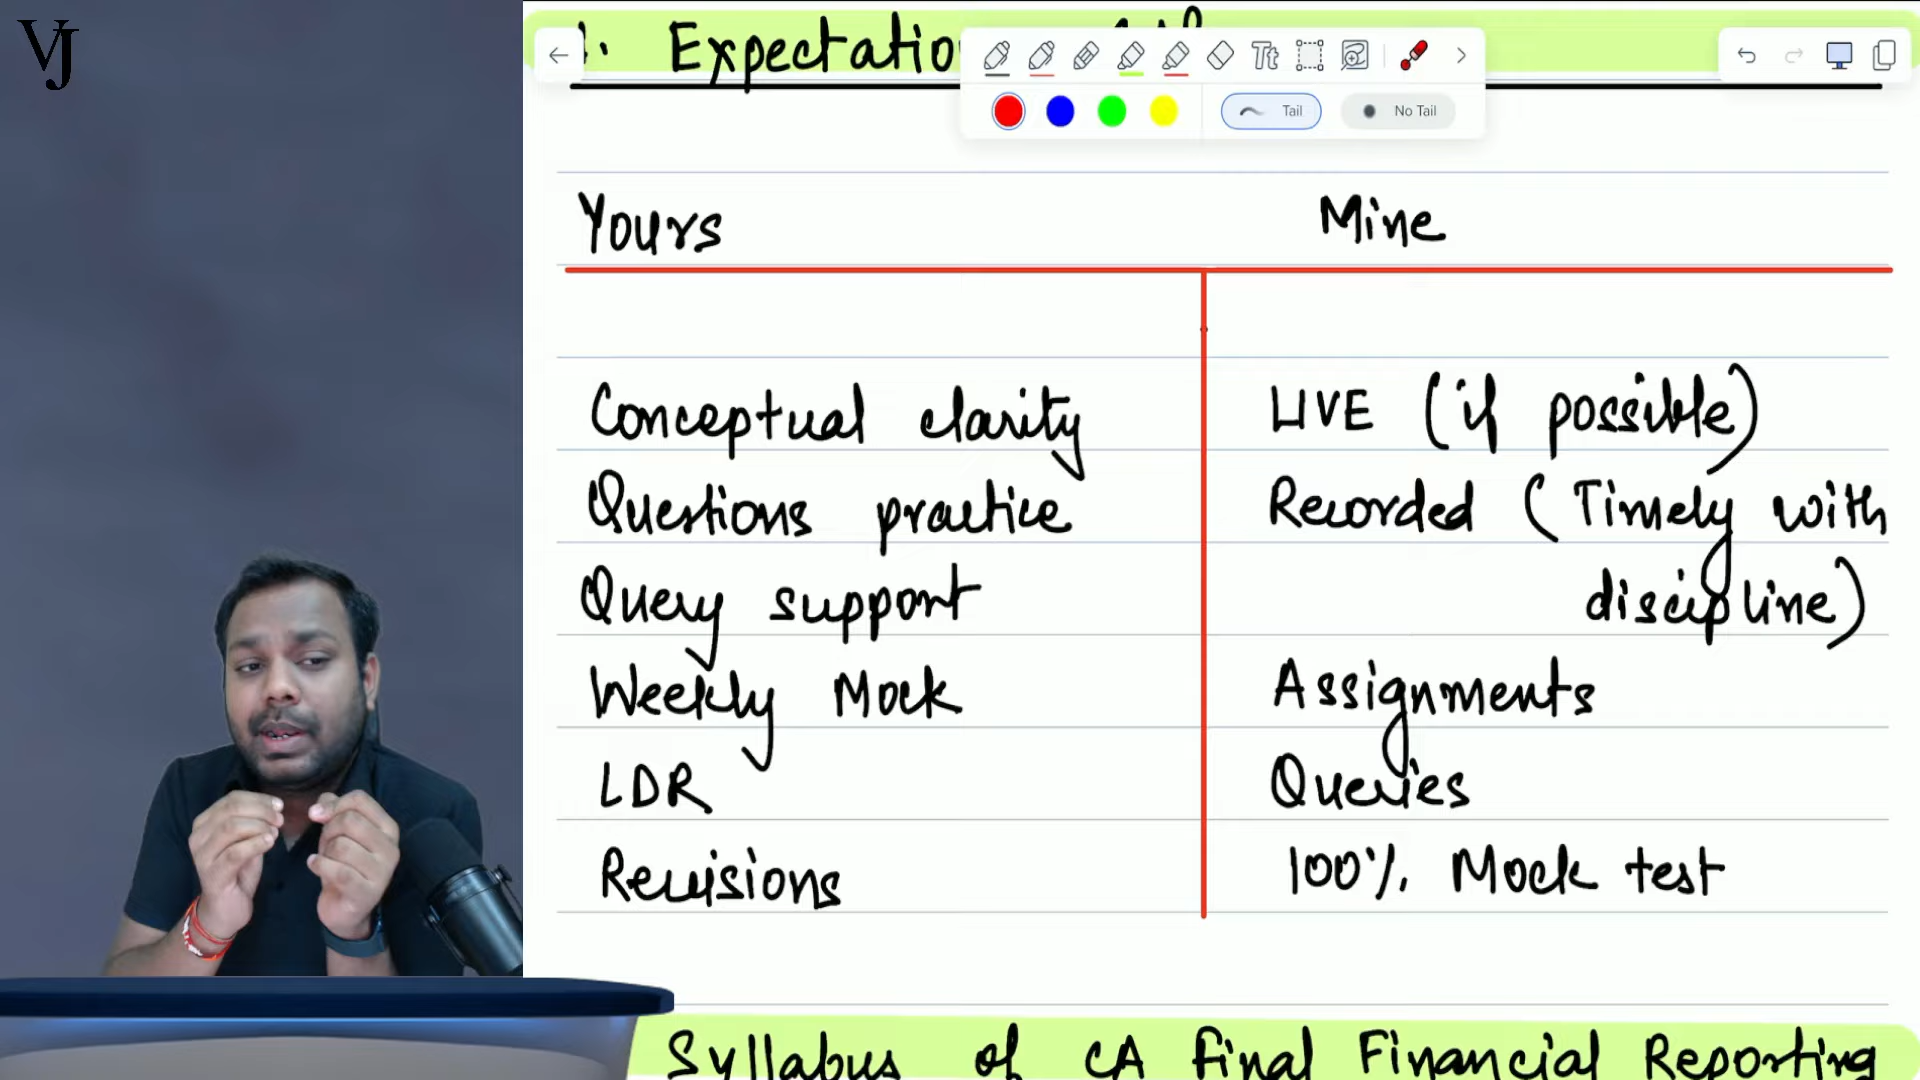 VJ
Expectatio
Tt
Tail
No Tail
Yours
Mine
Conceptual clarity
LIVE (if possible)
Questions practice
Recorded (Timely with
discipline)
Query support
Weekly Mock
Assignments
LDR
Queries
Revisions
100% Mock test
Syllabus of CA Final Financial Reporting